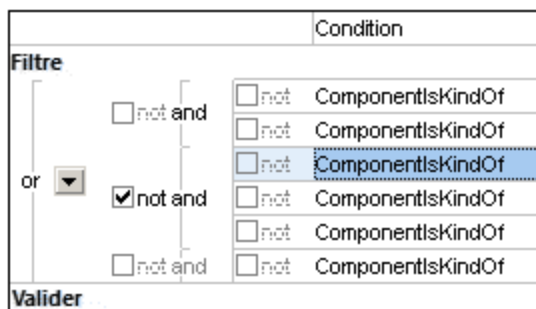 Condition
Filtre
not ComponentIsKindOf
not and
not ComponentIsKindOf
not ComponentIsKindOf
or
not and
not ComponentIsKindOf
not ComponentIsKindOf
not and not ComponentIsKindOf
Valider